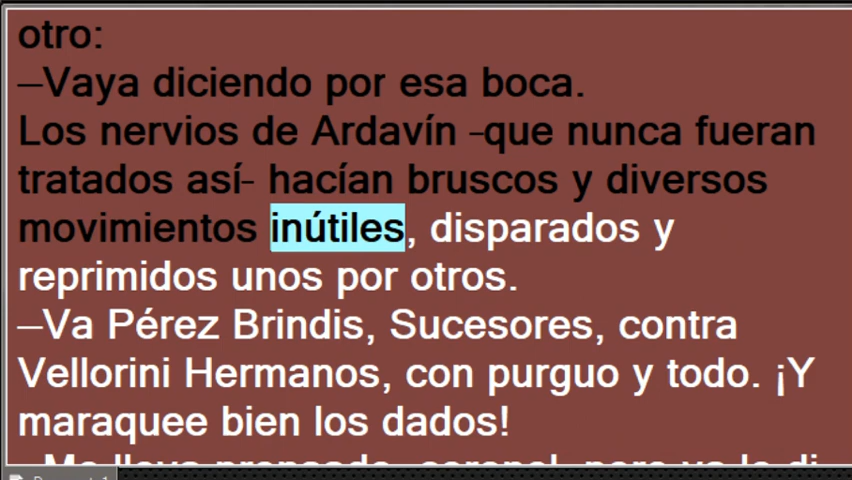 otro:
–Vaya diciendo por esa boca.
Los nervios de Ardavín -que nunca fueran
tratados así- hacían bruscos y diversos
movimientos inútiles, disparados y
reprimidos unos por otros.
–Va Pérez Brindis, Sucesores, contra
Vellorini Hermanos, con purguo y todo. ¡Y
maraquee bien los dados!